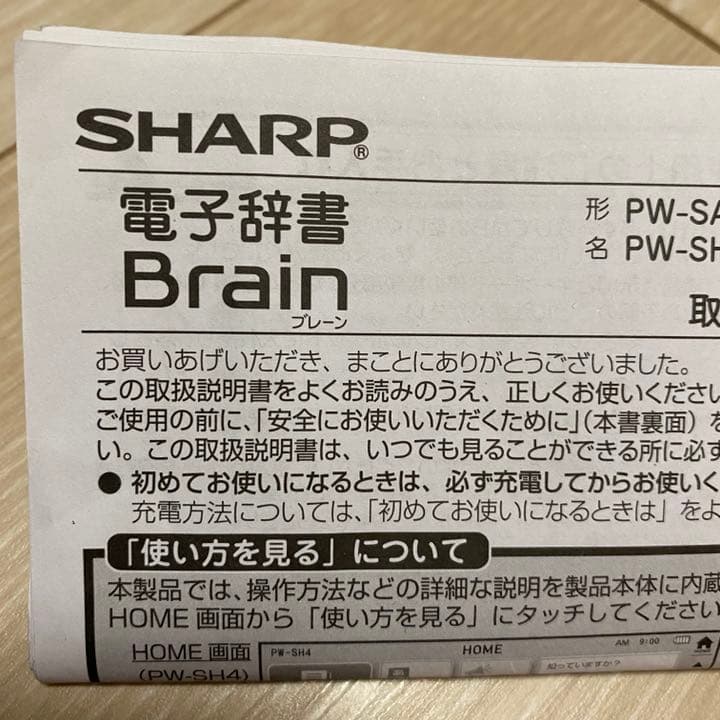 SHARP®
電子辞書
Brain
ブレーン
形 PW-SA
名 PW-SH
取
お買いあげいただき、まことにありがとうございました。
この取扱説明書をよくお読みのうえ、正しくお使いください
ご使用の前に、「安全にお使いいただくために」(本書裏面)を
い。この取扱説明書は、いつでも見ることができる所に必ず
● 初めてお使いになるときは、必ず充電してからお使いく
充電方法については、「初めてお使いになるときは」をよ
「使い方を見る」について
本製品では、操作方法などの詳細な説明を製品本体に内蔵
HOME 画面から「使い方を見る」にタッチしてください
HOME 画面
(PW-SH4)
PW-SH4 HOME AM 9:00
知っていますか?